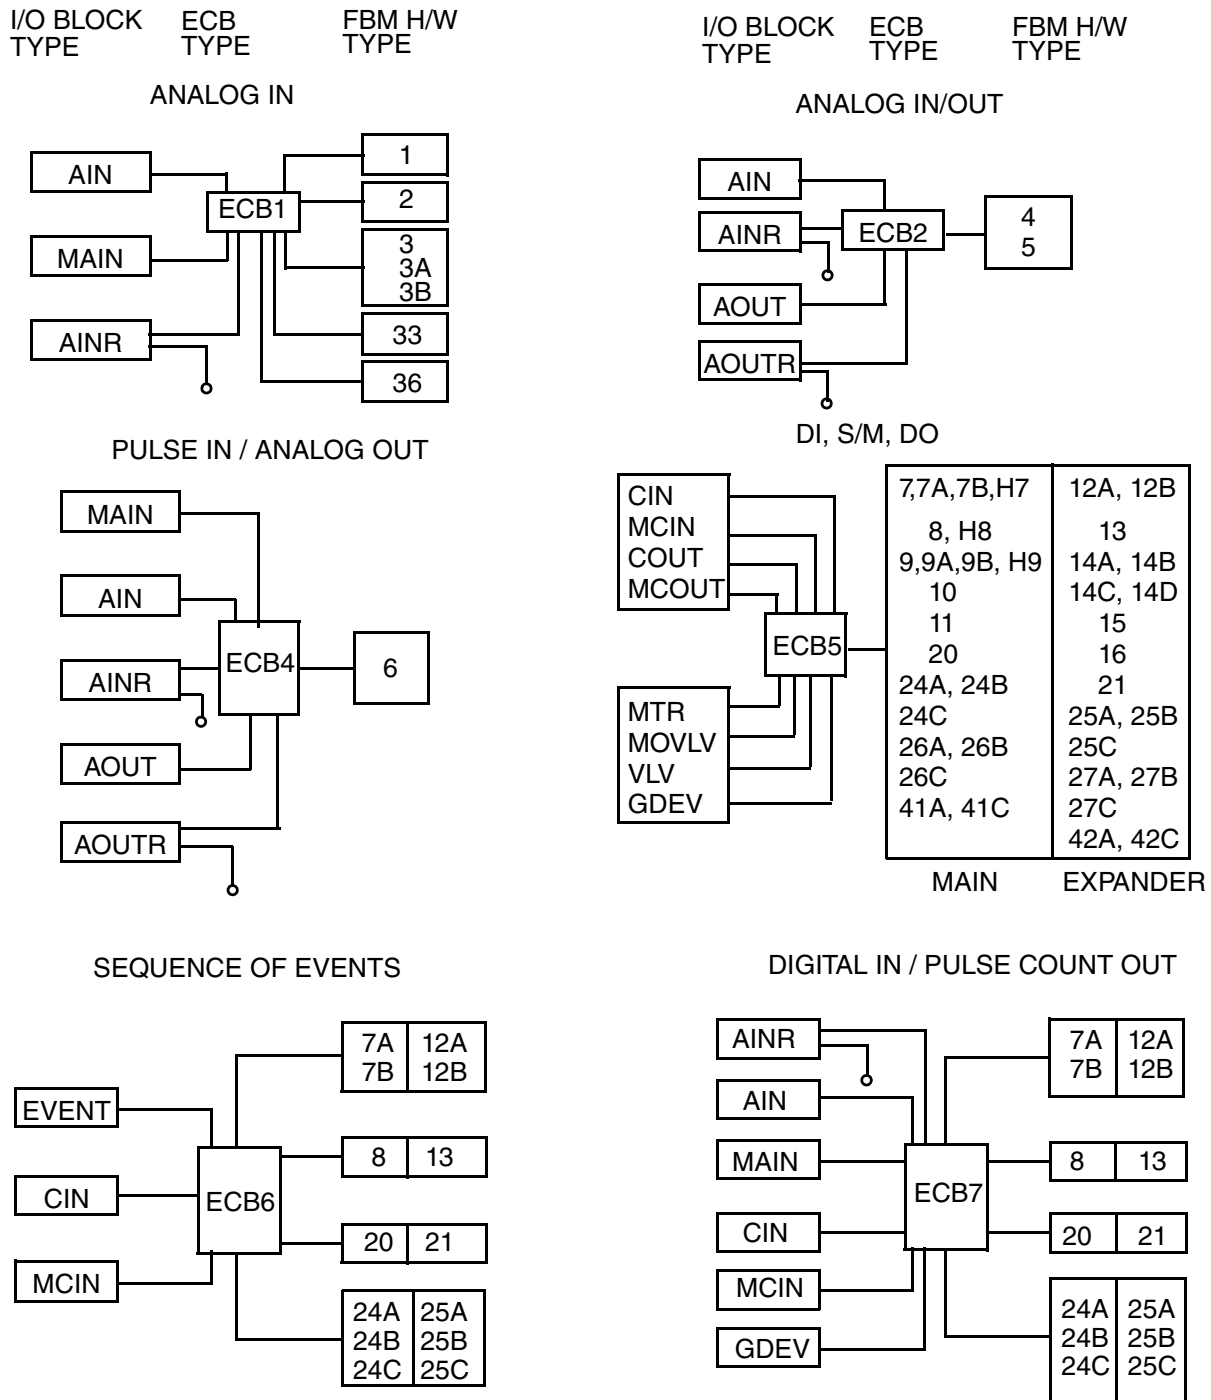 I/O BLOCK
TYPE
ECB
TYPE
FBM H/W
TYPE
ANALOG IN
AIN
MAIN
AINR
ECB1
1
2
3
3A
3B
33
36
I/O BLOCK
TYPE
ECB
TYPE
FBM H/W
TYPE
ANALOG IN/OUT
AIN
AINR
AOUT
AOUTR
ECB2
4
5
PULSE IN / ANALOG OUT
MAIN
AIN
AINR
AOUT
AOUTR
ECB4
6
DI, S/M, DO
CIN
MCIN
COUT
MCOUT
MTR
MOVLV
VLV
GDEV
ECB5
7,7A,7B,H7 12A, 12B
8, H8 13
9,9A,9B, H9 14A, 14B
10 14C, 14D
11 15
20 16
24A, 24B 21
24C 25A, 25B
26A, 26B 25C
26C 27A, 27B
41A, 41C 27C
42A, 42C
MAIN EXPANDER
SEQUENCE OF EVENTS
EVENT
CIN
MCIN
ECB6
7A 12A
7B 12B
8 13
20 21
24A 25A
24B 25B
24C 25C
DIGITAL IN / PULSE COUNT OUT
AINR
AIN
MAIN
CIN
MCIN
GDEV
ECB7
7A 12A
7B 12B
8 13
20 21
24A 25A
24B 25B
24C 25C